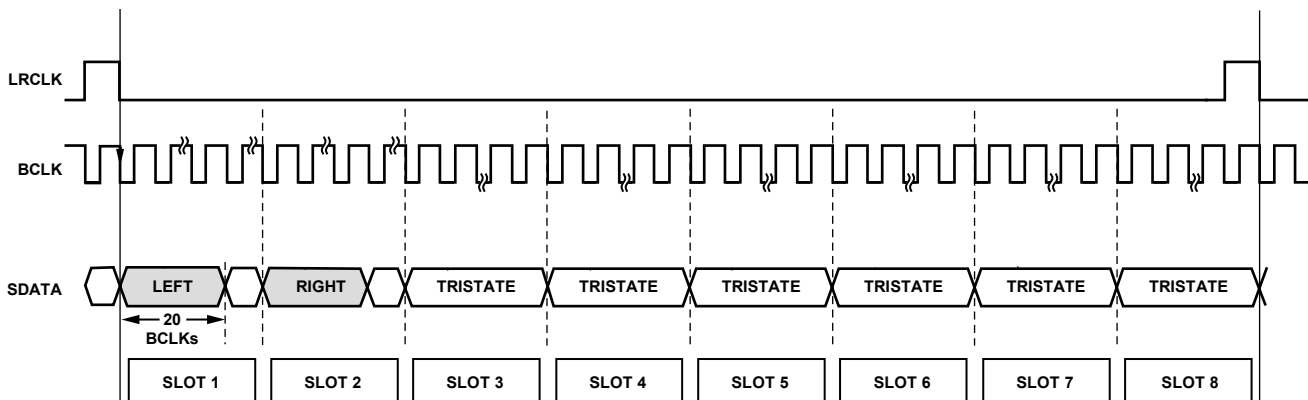 LRCLK
BCLK
SDATA
LEFT
RIGHT
TRISTATE
TRISTATE
TRISTATE
TRISTATE
TRISTATE
TRISTATE
20
BCLKs
SLOT 1
SLOT 2
SLOT 3
SLOT 4
SLOT 5
SLOT 6
SLOT 7
SLOT 8